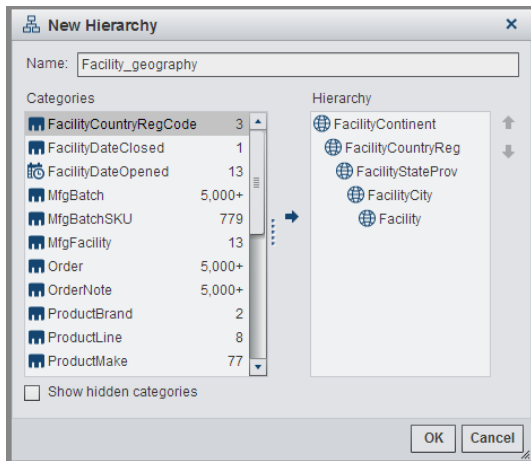 New Hierarchy
Name: Facility_geography
Categories
FacilityCountryRegCode 3
FacilityDateClosed 1
FacilityDateOpened 13
MfgBatch 5,000+
MfgBatchSKU 779
MfgFacility 13
Order 5,000+
OrderNote 5,000+
ProductBrand 2
ProductLine 8
ProductMake 77
Show hidden categories
Hierarchy
FacilityContinent
FacilityCountryReg
FacilityStateProv
FacilityCity
Facility
OK Cancel